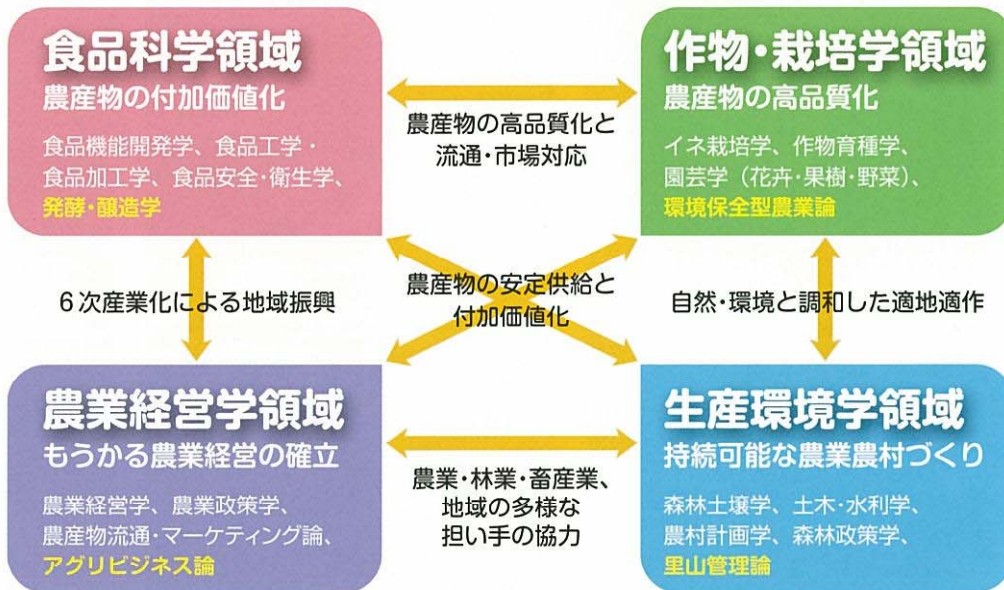 食品科学領域
農産物の付加価値化
食品機能開発学、食品工学・
食品加工学、食品安全・衛生学、
発酵・醸造学
農産物の高品質化と
流通・市場対応
作物・栽培学領域
農産物の高品質化
イネ栽培学、作物育種学、
園芸学（花卉・果樹・野菜）、
環境保全型農業論
6次産業化による地域振興
農産物の安定供給と
付加価値化
自然・環境と調和した適地適作
農業経営学領域
もうかる農業経営の確立
農業経営学、農業政策学、
農産物流通・マーケティング論、
アグリビジネス論
農業・林業・畜産業、
地域の多様な
担い手の協力
生産環境学領域
持続可能な農業農村づくり
森林土壌学、土木・水利学、
農村計画学、森林政策学、
里山管理論